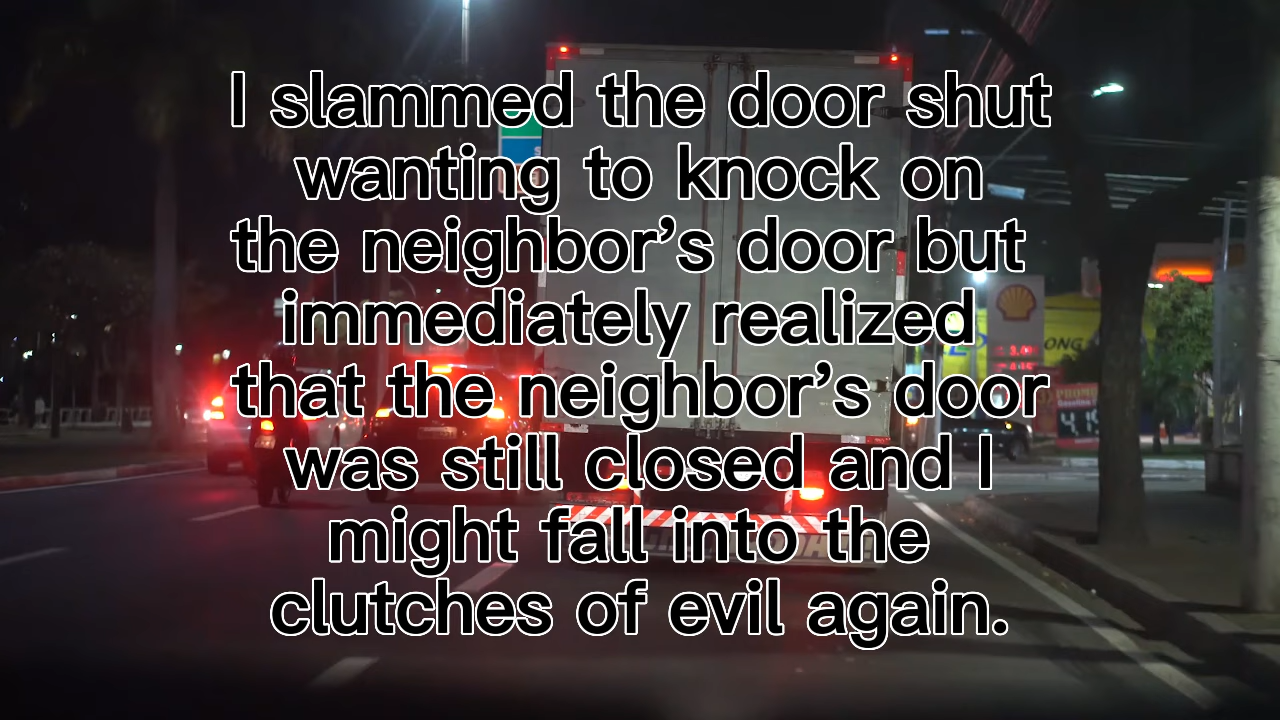 I slammed the door shut
wanting to knock on
the neighbor’s door but
immediately realized
that the neighbor’s door
was still closed and I
might fall into the
clutches of evil again.